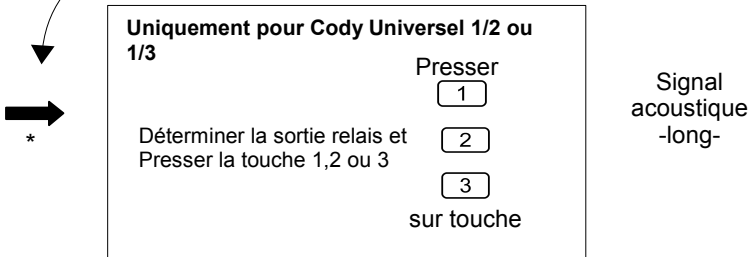 Uniquement pour Cody Universel 1/2 ou
1/3
Presser
1
Déterminer la sortie relais et
Presser la touche 1,2 ou 3
2
3
sur touche
Signal
acoustique
-long-
*